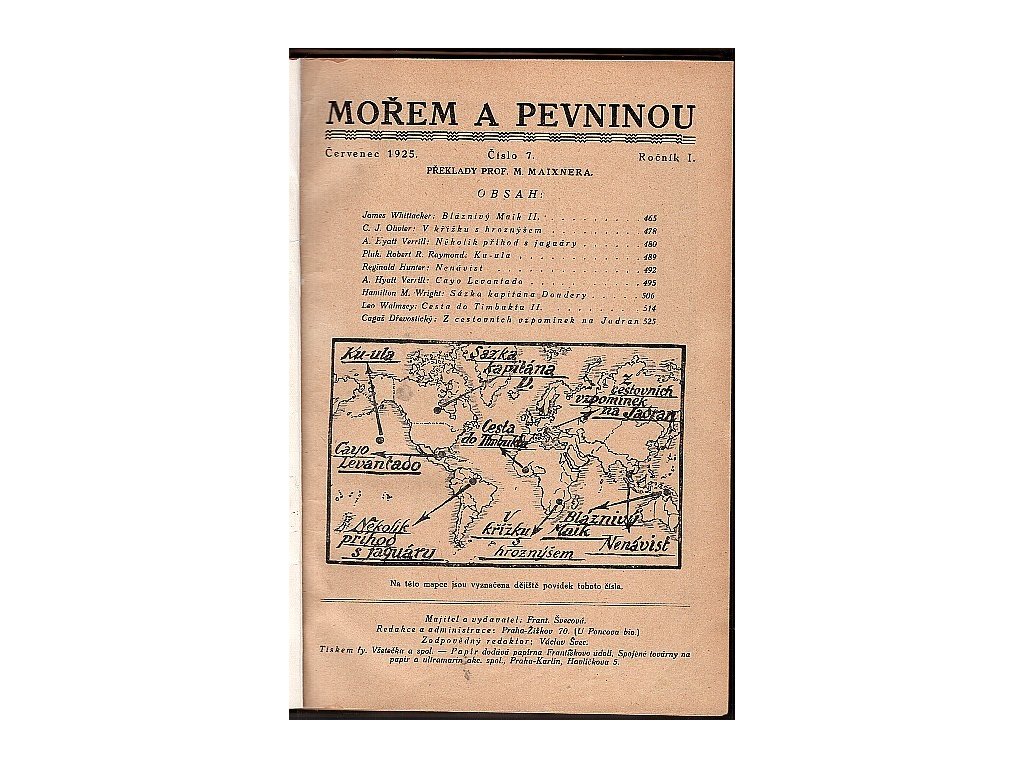 MOŘEM A PEVNINOU
Červenec 1925. Číslo 7. Ročník I.
PŘEKLADY PROF. M. MAIXNERA.
OBSAH:
James Whittacker: Bláznivý Maik II. . . . . . . . . . . 465
C. J. Olivier: V křížku s hroznýšem . . . . . . . . . 478
A. Hyatt Verrill: Několik příhod s jaguáry . . . . . . 480
Pluk. Robert R. Raymond: Ku-ula . . . . . . . . . . . 489
Reginald Hunter: Nenávist . . . . . . . . . . . . . 492
A. Hyatt Verrill: Cayo Levantado . . . . . . . . . . 495
Hamilton M. Wright: Sázka kapitána Dondery . . . . . 506
Leo Walmsey: Cesta do Timbuktu II. . . . . . . . . . 514
Cagaš Dřevostický: Z cestovních vzpomínek na Jadran 525
Ku-ula
Sázka
kapitána
D.
Z
cestovních
vzpomínek
na Jadran
Cesta
do Timbuktu
Cayo
Levantado
Několik
příhod
s jaguáru
V
křížku
s
hroznýšem
Bláznivý
Maik
Nenávist
Na této mapce jsou vyznačena dějiště povídek tohoto čísla.
Majitel a vydavatel: Frant. Švecová.
Redakce a administrace: Praha-Žižkov 70. (U Poncova bia.)
Zodpovědný redaktor: Václav Švec.
Tiskem fy. Všetečka a spol. — Papír dodává papírna Františkovo údolí, Spojené továrny na
papír a ultramarín akc. spol., Praha-Karlín, Havlíčkova 5.